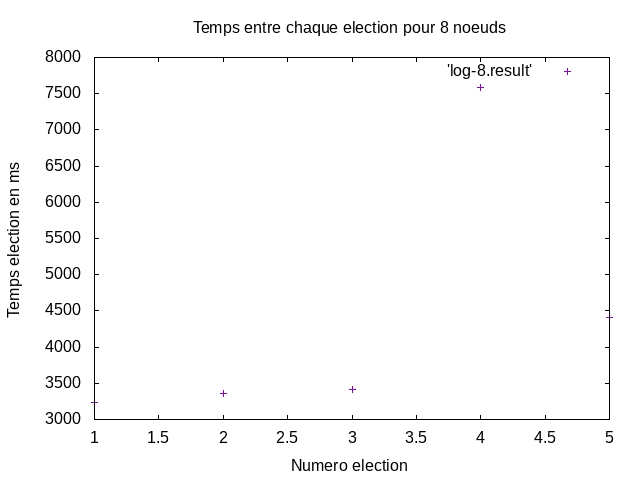 Temps entre chaque election pour 8 noeuds
8000
'log-8.result'
7500
7000
6500
6000
Temps election en ms
5500
5000
4500
4000
3500
3000
1 1.5 2 2.5 3 3.5 4 4.5 5
Numero election